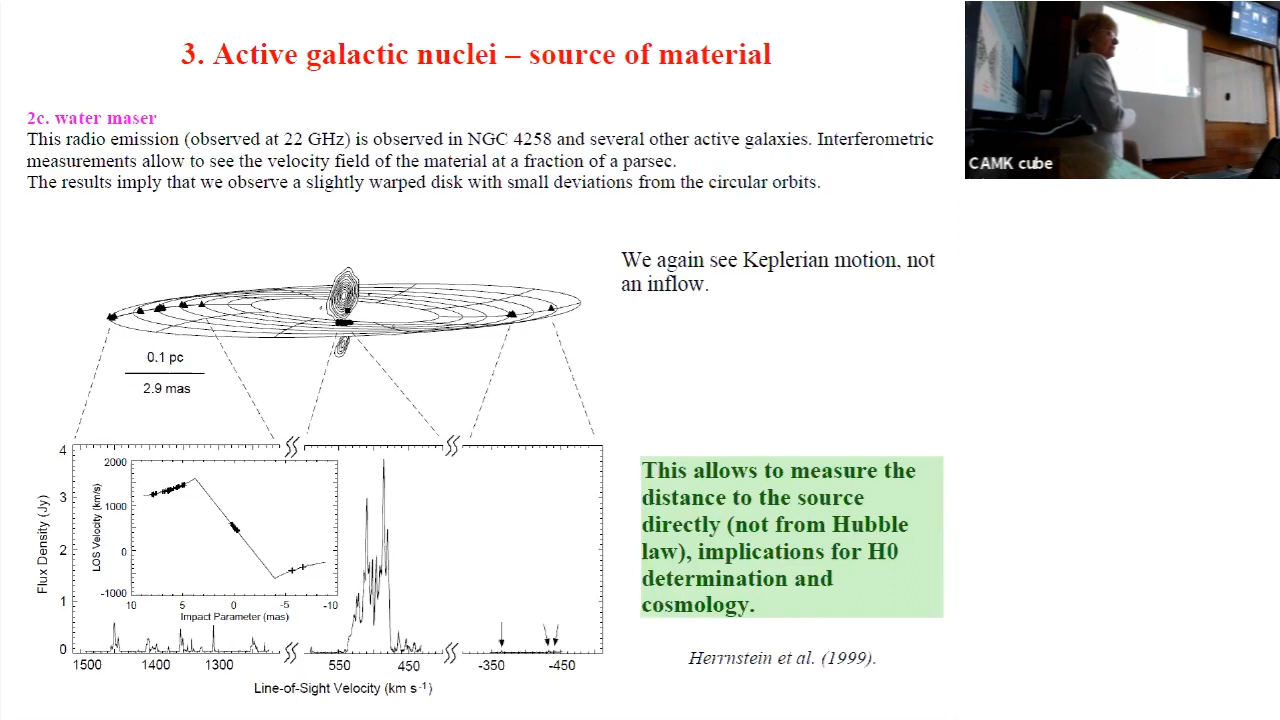 3. Active galactic nuclei – source of material
CAMK cube
2c. water maser
This radio emission (observed at 22 GHz) is observed in NGC 4258 and several other active galaxies. Interferometric
measurements allow to see the velocity field of the material at a fraction of a parsec.
The results imply that we observe a slightly warped disk with small deviations from the circular orbits.
We again see Keplerian motion, not
an inflow.
0.1 pc
2.9 mas
4
3
2
1
0
Flux Density (Jy)
2000
1000
0
-1000
LOS Velocity (km/s)
10 5 0 -5 -10
Impact Parameter (mas)
1500 1400 1300 550 450 -350 -450
Line-of-Sight Velocity (km s-1)
This allows to measure the
distance to the source
directly (not from Hubble
law), implications for H0
determination and
cosmology.
Herrnstein et al. (1999).